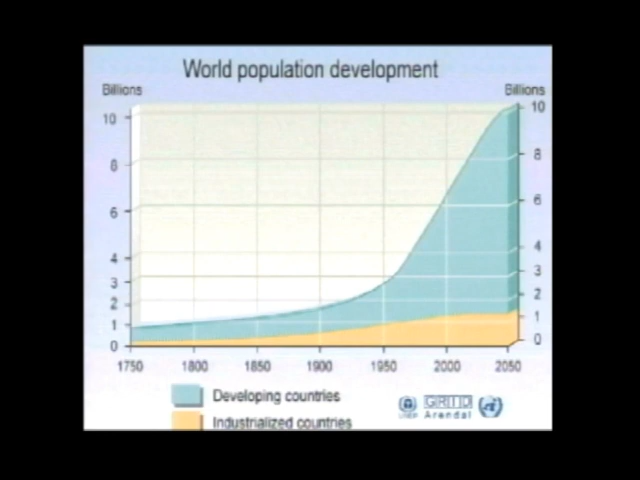 World population development
Billions
Billions
10
8
6
4
3
2
1
0
10
8
6
4
3
2
1
0
1750 1800 1850 1900 1950 2000 2050
Developing countries
Industrialized countries
UNEP
GRID
Arendal